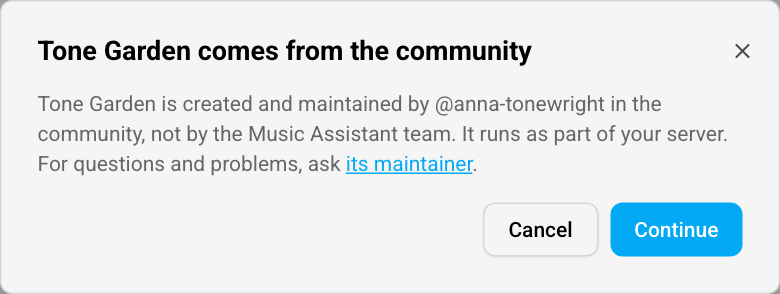 Tone Garden comes from the community
Tone Garden is created and maintained by @anna-tonewright in the
community, not by the Music Assistant team. It runs as part of your server.
For questions and problems, ask its maintainer.
Cancel
Continue